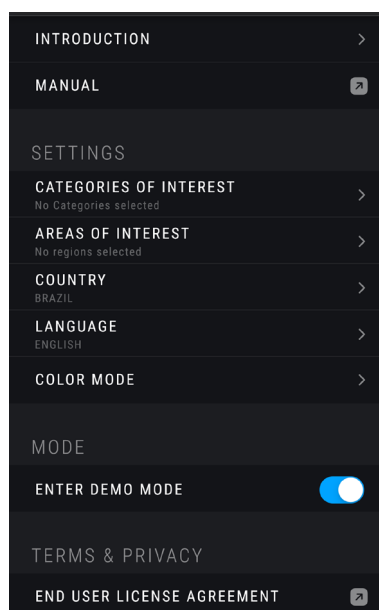 INTRODUCTION
MANUAL
SETTINGS
CATEGORIES OF INTEREST
No Categories selected
AREAS OF INTEREST
No regions selected
COUNTRY
BRAZIL
LANGUAGE
ENGLISH
COLOR MODE
MODE
ENTER DEMO MODE
TERMS & PRIVACY
END USER LICENSE AGREEMENT